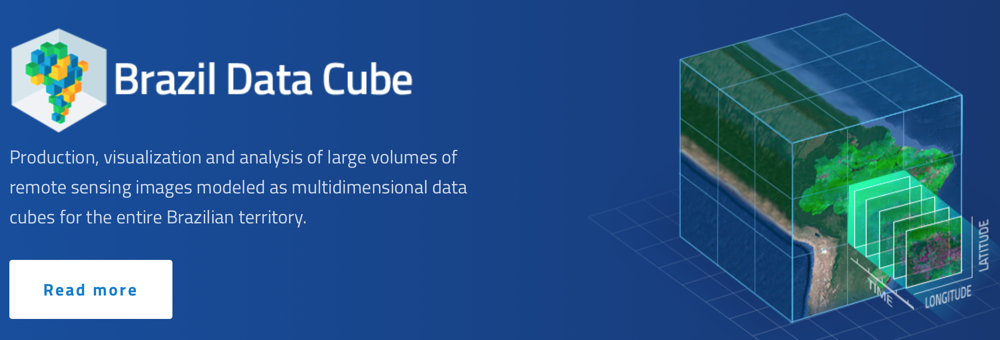 Brazil Data Cube
Production, visualization and analysis of large volumes of
remote sensing images modeled as multidimensional data
cubes for the entire Brazilian territory.
Read more
TIME
LONGITUDE
LATITUDE